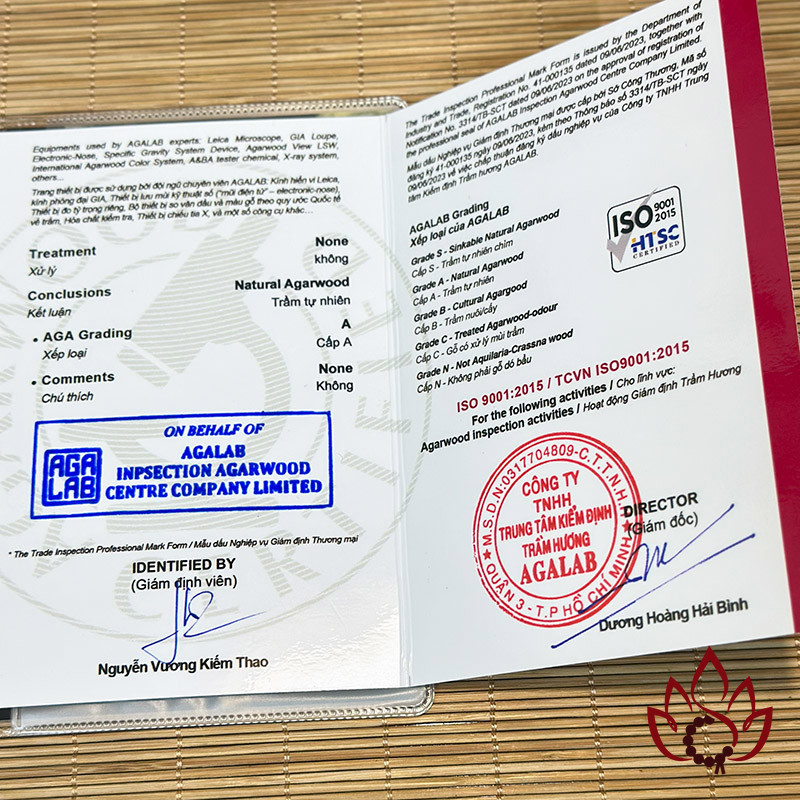 Equipments used by AGALAB experts: Leica Microscope, GIA Loupe,
Electronic-Nose, Specific Gravity System Device, Agarwood View LSW,
International Agarwood Color System, A&BA tester chemical, X-ray system,
others...
Trang thiết bị được sử dụng bởi đội ngũ chuyên viên AGALAB: Kính hiển vi Leica,
kính phóng đại GIA, Thiết bị lưu mùi kỹ thuật số ("mũi điện tử" – electronic-nose),
Thiết bị đo tỷ trọng riêng, Bộ thiết bị so vân dầu và màu gỗ theo quy ước Quốc tế
về trầm, Hóa chất kiểm tra, Thiết bị chiếu tia X, và một số công cụ khác…
Treatment None
Xử lý không
Conclusions Natural Agarwood
Kết luận Trầm tự nhiên
• AGA Grading A
Xếp loại Cấp A
• Comments None
Chú thích Không
AGA
LAB
ON BEHALF OF
AGALAB
INPSECTION AGARWOOD
CENTRE COMPANY LIMITED
* The Trade Inspection Professional Mark Form / Mẫu dấu Nghiệp vụ Giám định Thương mại
IDENTIFIED BY
(Giám định viên)
Nguyễn Vương Kiếm Thao
The Trade Inspection Professional Mark Form is issued by the Department of
Industry and Trade, Registration No. 41-000135 dated 09/06/2023, together with
Notification No. 3314/TB-SCT dated 09/06/2023 on the approval of registration of
the professional seal of AGALAB Inspection Agarwood Centre Company Limited.
Mẫu dấu Nghiệp vụ Giám định Thương mại được cấp bởi Sở Công Thương, Mã số
đăng ký 41-000135 ngày 09/06/2023, kèm theo Thông báo số 3314/TB-SCT ngày
09/06/2023 về việc chấp thuận đăng ký dấu nghiệp vụ của Công ty TNHH Trung
tâm Kiểm định Trầm hương AGALAB.
AGALAB Grading
Xếp loại của AGALAB
Grade S - Sinkable Natural Agarwood
Cấp S - Trầm tự nhiên chìm
Grade A - Natural Agarwood
Cấp A - Trầm tự nhiên
Grade B - Cultural Agargood
Cấp B - Trầm nuôi/cấy
Grade C - Treated Agarwood-odour
Cấp C - Gỗ có xử lý mùi trầm
Grade N - Not Aquilaria-Crassna wood
Cấp N - Không phải gỗ dó bầu
ISO 9001
2015
HTSC
CERTIFIED
ISO 9001:2015 / TCVN ISO9001:2015
For the following activities / Cho lĩnh vực:
Agarwood inspection activities / Hoạt động Giám định Trầm Hương
M.S.D.N:0317704809-C.T.T.N.H.H
CÔNG TY
TNHH
TRUNG TÂM KIỂM ĐỊNH
TRẦM HƯƠNG
AGALAB
QUẬN 3 - T.P HỒ CHÍ MINH
DIRECTOR
(Giám đốc)
Dương Hoàng Hải Bình